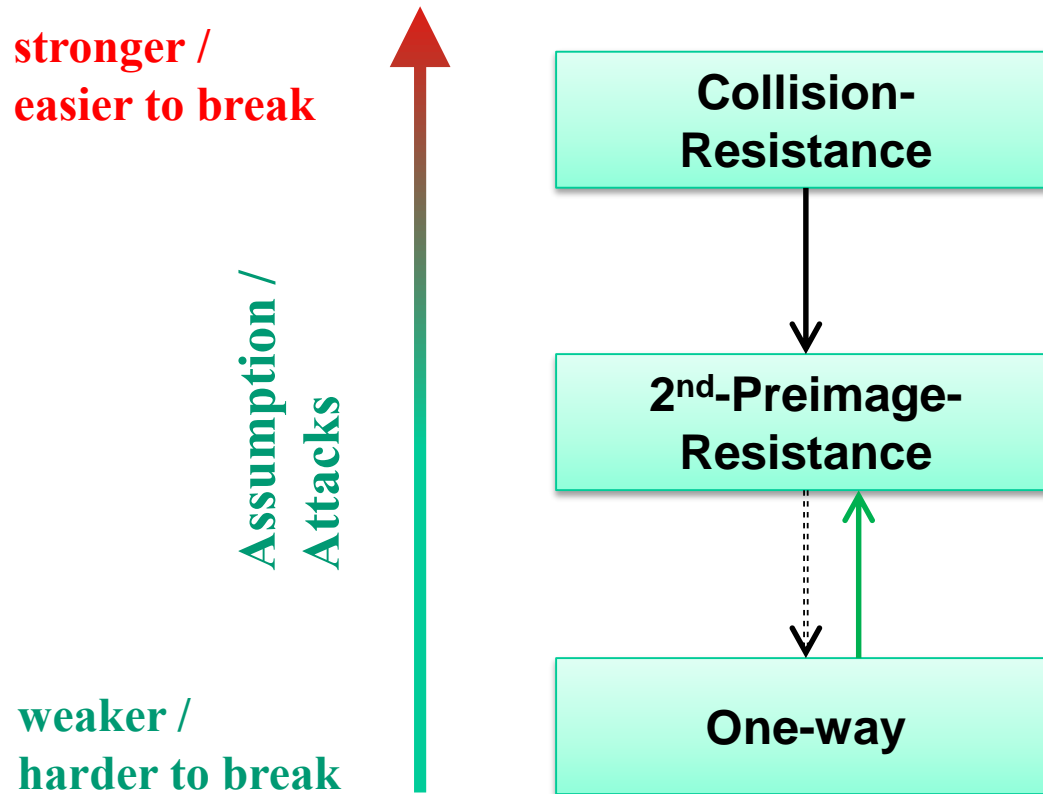 stronger /
easier to break
Collision-
Resistance
Assumption /
Attacks
2nd-Preimage-
Resistance
weaker /
harder to break
One-way